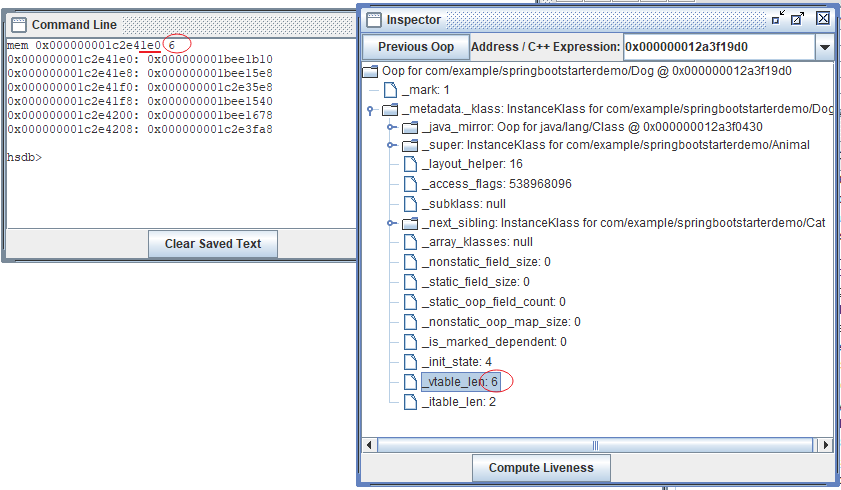 Command Line
mem 0x000000001c2e41e0 6
0x000000001c2e41e0: 0x000000001bee1b10
0x000000001c2e41e8: 0x000000001bee15e8
0x000000001c2e41f0: 0x000000001c2e35e8
0x000000001c2e41f8: 0x000000001bee1540
0x000000001c2e4200: 0x000000001bee1678
0x000000001c2e4208: 0x000000001c2e3fa8
hsdb>
Clear Saved Text
Inspector
Previous Oop Address / C++ Expression: 0x000000012a3f19d0
Oop for com/example/springbootstarterdemo/Dog @ 0x000000012a3f19d0
_mark: 1
_metadata._klass: InstanceKlass for com/example/springbootstarterdemo/Dog
_java_mirror: Oop for java/lang/Class @ 0x000000012a3f0430
_super: InstanceKlass for com/example/springbootstarterdemo/Animal
_layout_helper: 16
_access_flags: 538968096
_subklass: null
_next_sibling: InstanceKlass for com/example/springbootstarterdemo/Cat
_array_klasses: null
_nonstatic_field_size: 0
_static_field_size: 0
_static_oop_field_count: 0
_nonstatic_oop_map_size: 0
_is_marked_dependent: 0
_init_state: 4
_vtable_len: 6
_itable_len: 2
Compute Liveness